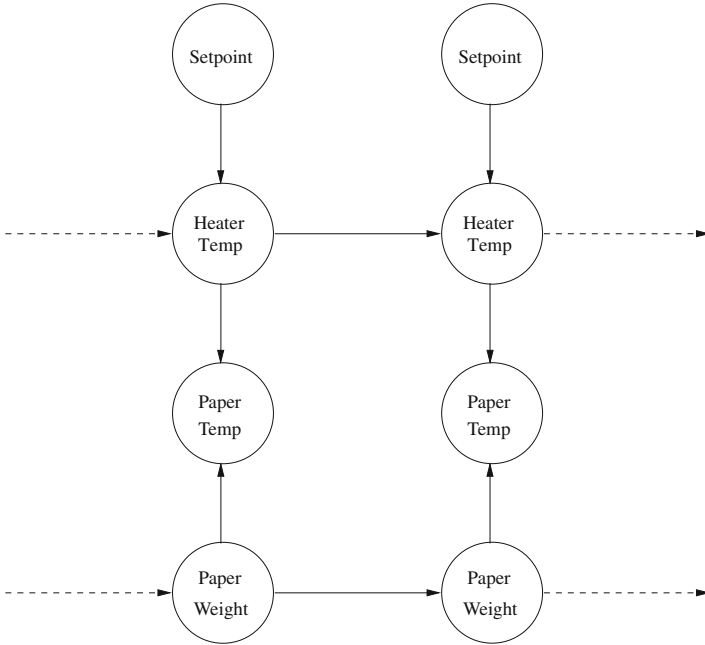 Setpoint
Setpoint
Heater
Temp
Heater
Temp
Paper
Temp
Paper
Temp
Paper
Weight
Paper
Weight